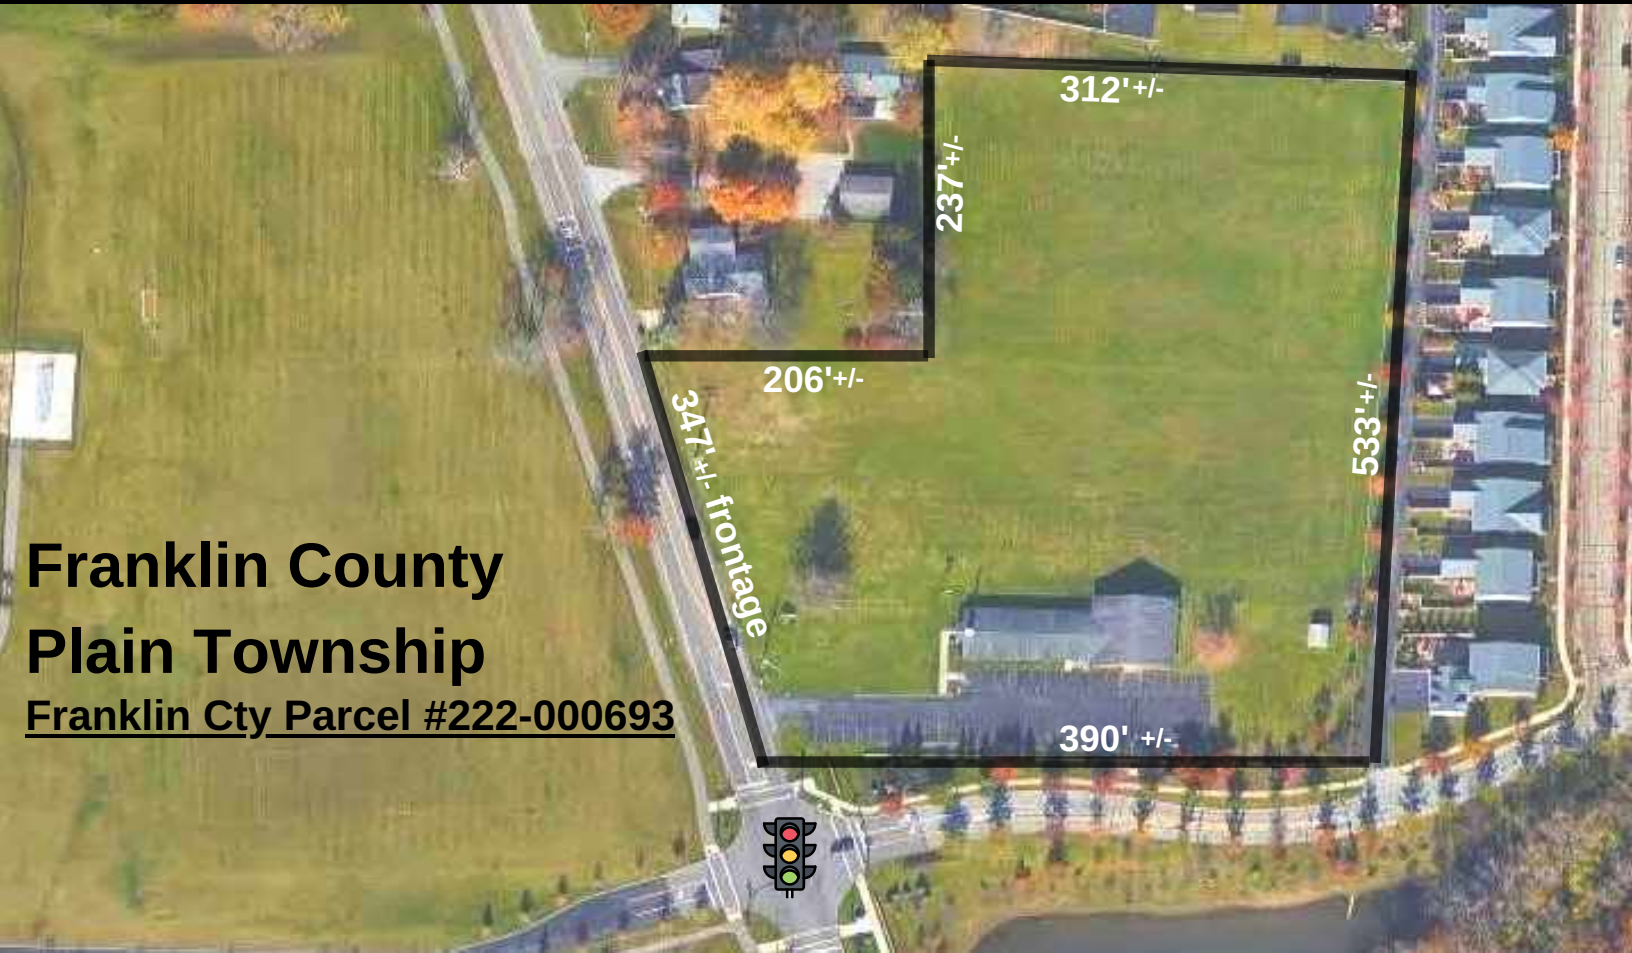 312'+/-
237'+/-
206'+/-
347' +/- frontage
533'+/-
Franklin County
Plain Township
Franklin Cty Parcel #222-000693
390' +/-